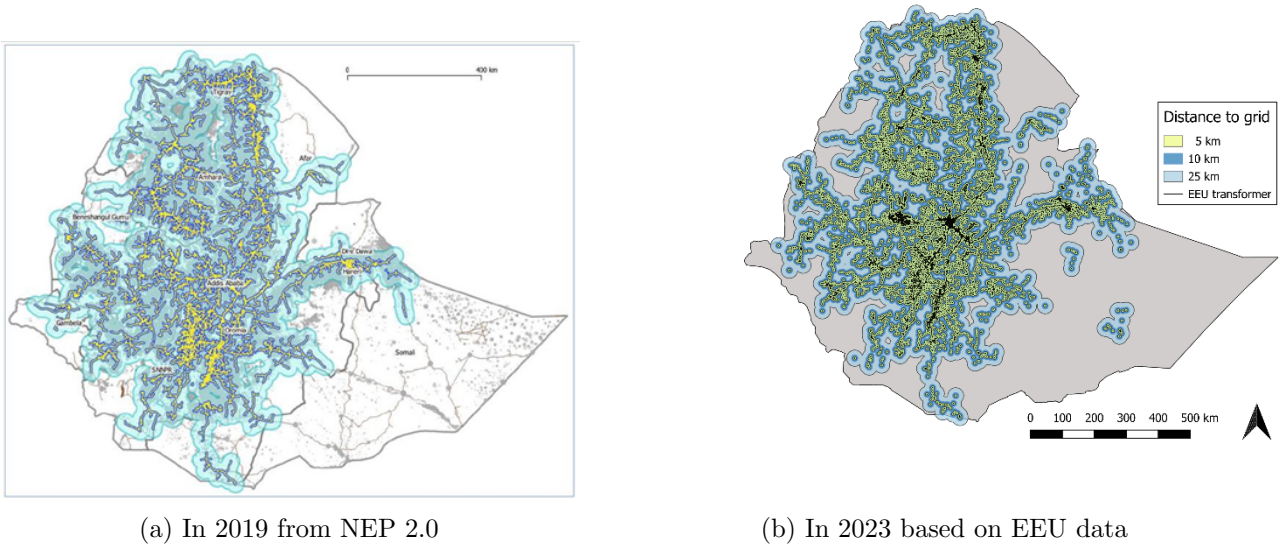 0 400 km
Tigray
Afar
Amhara
Beneshangul Gumu
Dire Dawa
Harari
Addis Ababa
Gambela
Oromia
Somali
SNNPR
(a) In 2019 from NEP 2.0
Distance to grid
5 km
10 km
25 km
EEU transformer
0 100 200 300 400 500 km
(b) In 2023 based on EEU data